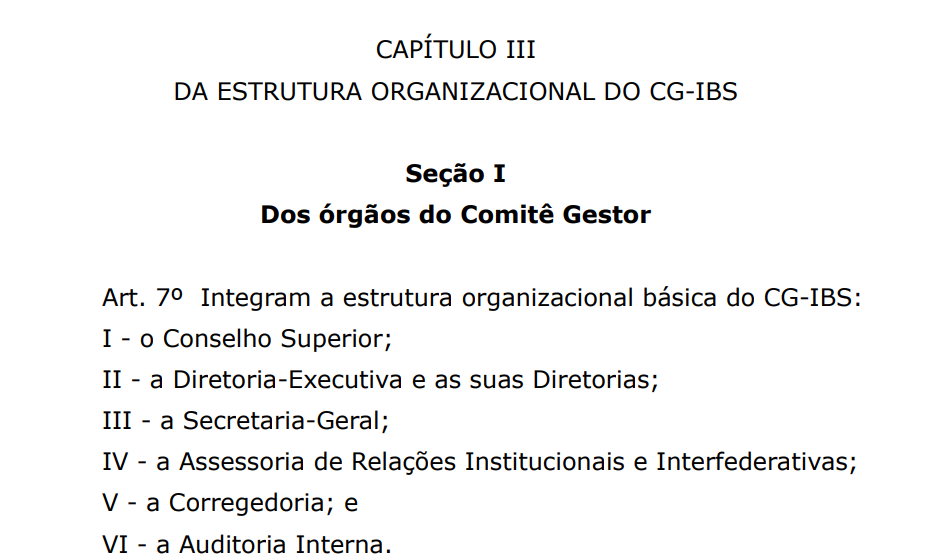 CAPÍTULO III
DA ESTRUTURA ORGANIZACIONAL DO CG-IBS
Seção I
Dos órgãos do Comitê Gestor
Art. 7º  Integram a estrutura organizacional básica do CG-IBS:
I - o Conselho Superior;
II - a Diretoria-Executiva e as suas Diretorias;
III - a Secretaria-Geral;
IV - a Assessoria de Relações Institucionais e Interfederativas;
V - a Corregedoria; e
VI - a Auditoria Interna.